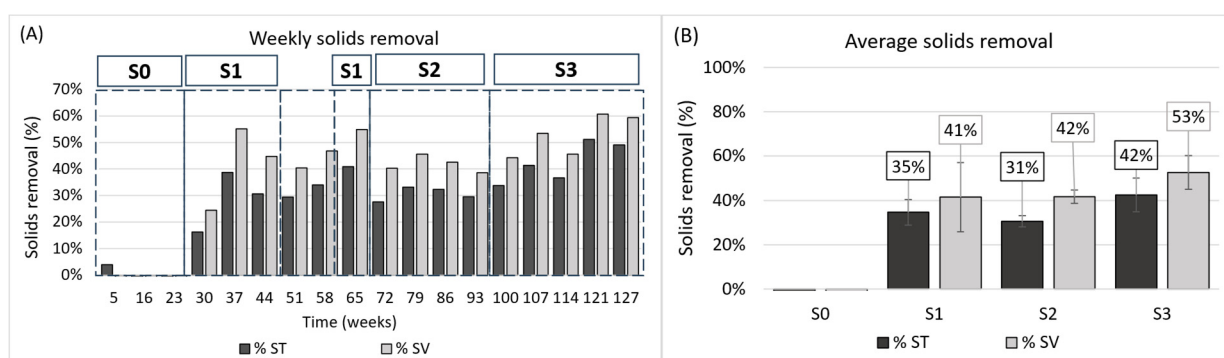 (A)
Weekly solids removal
S0 S1 S1 S2 S3
70%
60%
50%
40%
30%
20%
10%
0%
Solids removal (%)
5 16 23 30 37 44 51 58 65 72 79 86 93 100 107 114 121 127
Time (weeks)
% ST % SV
(B)
Average solids removal
100%
80%
60%
40%
20%
0%
Solids removal (%)
35% 41% 31% 42% 42% 53%
S0 S1 S2 S3
% ST % SV